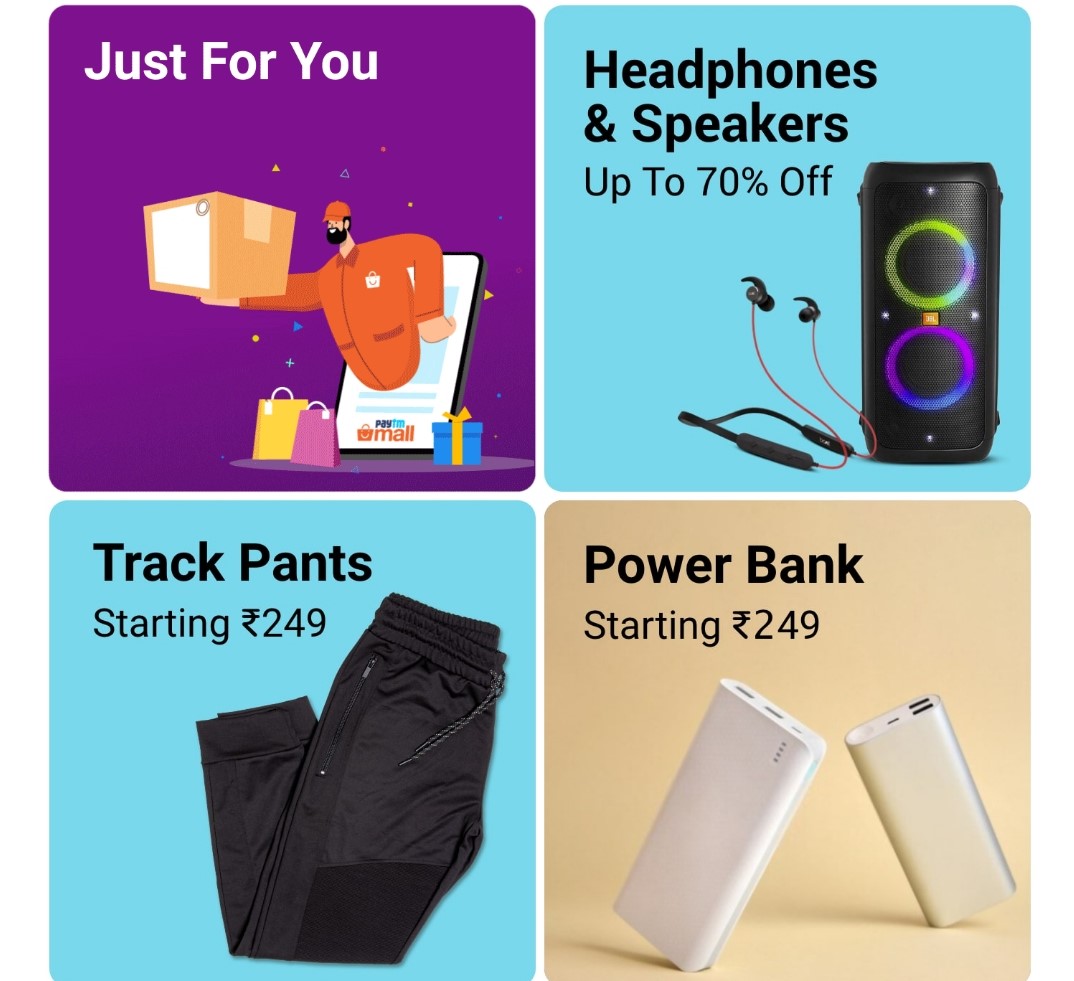 Just For You
paytm
mall
Headphones
& Speakers
Up To 70% Off
JBL
Track Pants
Starting ₹249
Power Bank
Starting ₹249